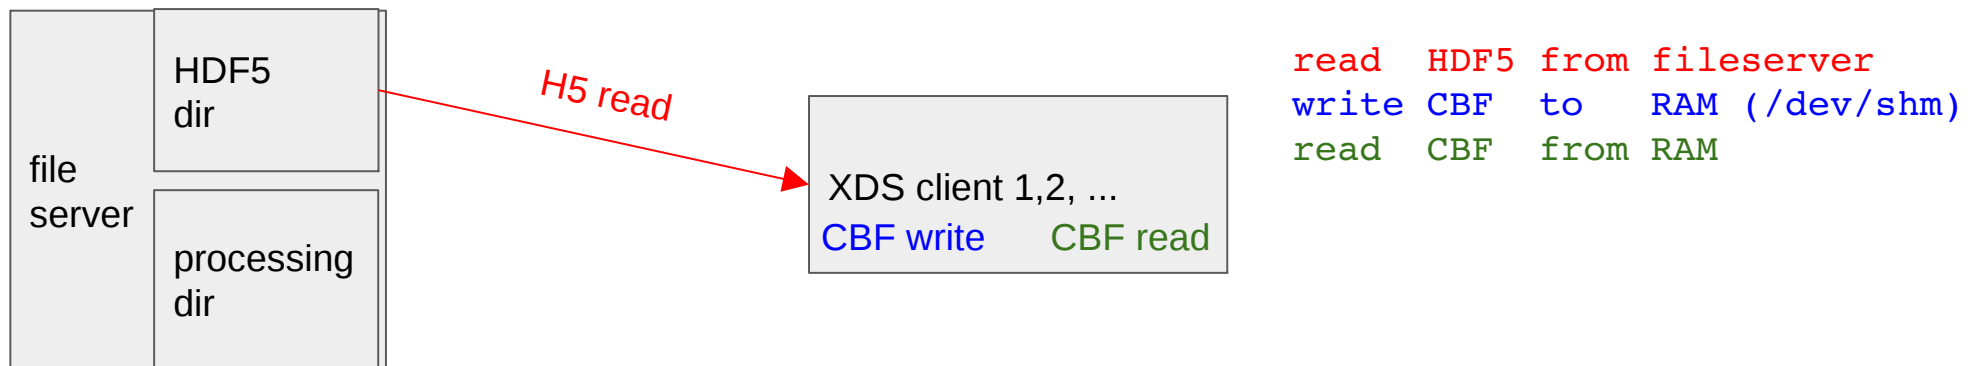 file
server
HDF5
dir
processing
dir
H5 read
XDS client 1,2, ...
CBF write CBF read
read HDF5 from fileserver
write CBF to RAM (/dev/shm)
read CBF from RAM